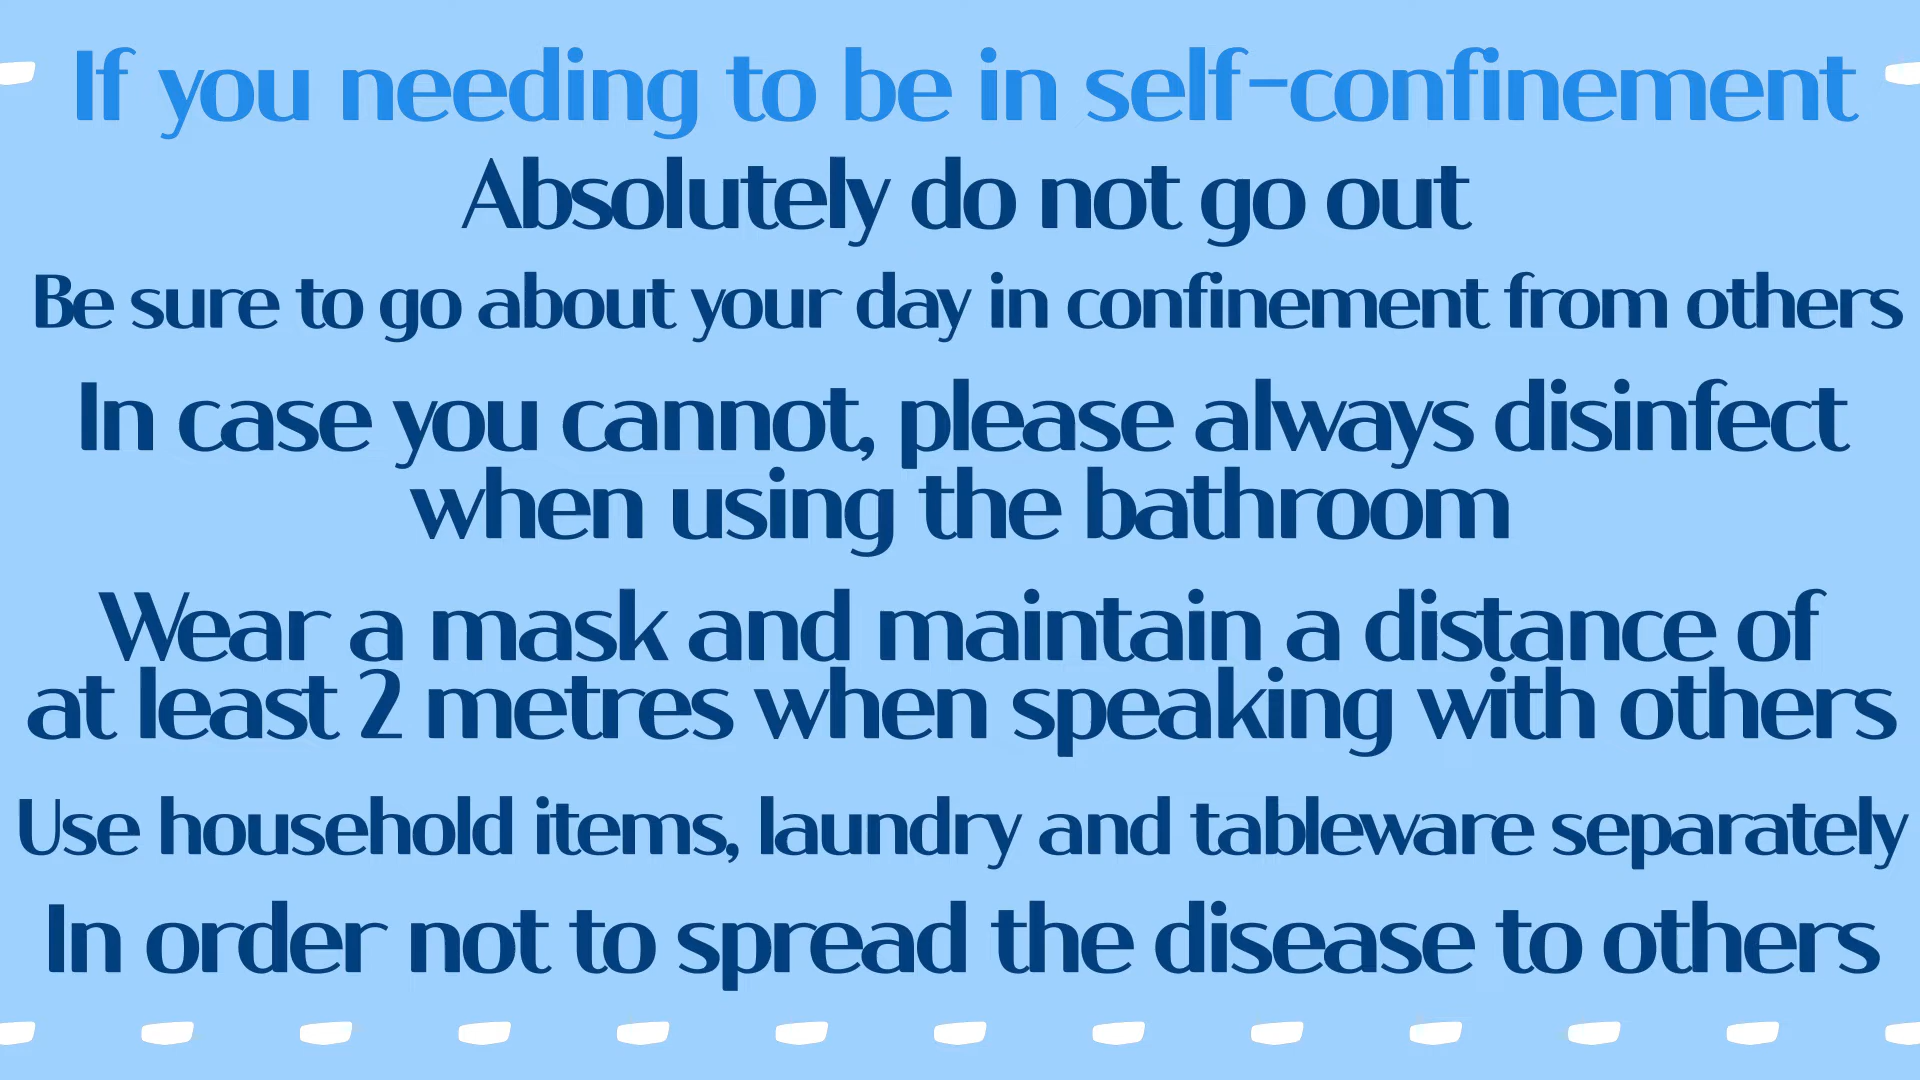 If you needing to be in self-confinement
Absolutely do not go out
Be sure to go about your day in confinement from others
In case you cannot, please always disinfect
when using the bathroom
Wear a mask and maintain a distance of
at least 2 metres when speaking with others
Use household items, laundry and tableware separately
In order not to spread the disease to others